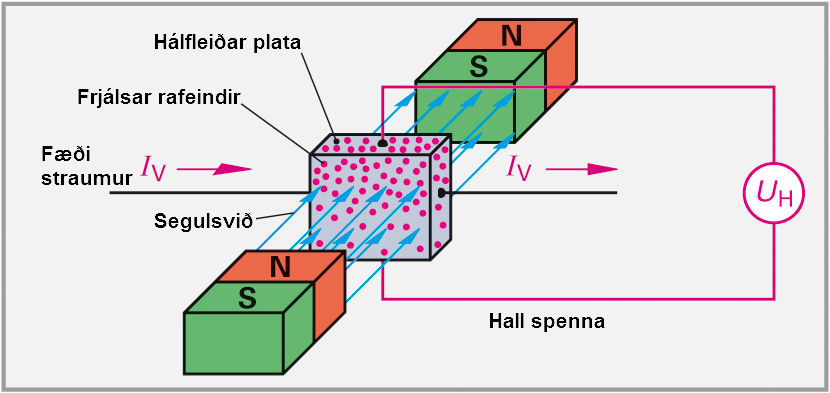 Hálfleiðar plata
N
S
Frjálsar rafeindir
Fæði
straumur
IV
IV
UH
Segulsvið
N
S
Hall spenna